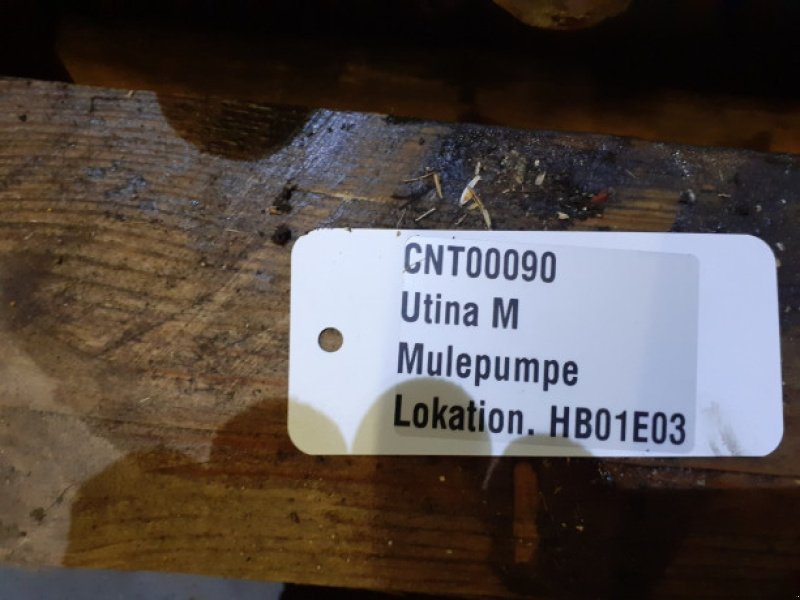 CNT00090
Utina M
Mulepumpe
Lokation. HB01E03